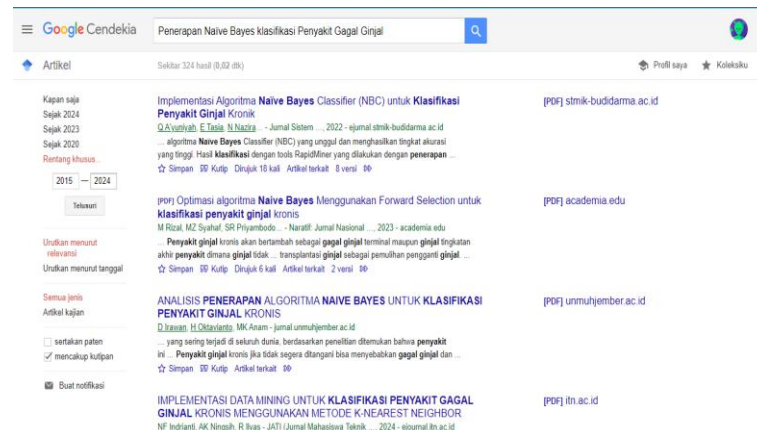 Google Cendekia
Penerapan Naive Bayes klasifikasi Penyakit Gagal Ginjal
Artikel
Sekitar 324 hasil (0,02 dtk)
Profil saya
Koleksiku
Kapan saja
Sejak 2024
Sejak 2023
Sejak 2020
Rentang khusus...
2015 — 2024
Telusuri
Urutkan menurut
relevansi
Urutkan menurut tanggal
Semua jenis
Artikel kajian
sertakan paten
mencakup kutipan
Buat notifikasi
Implementasi Algoritma Naïve Bayes Classifier (NBC) untuk Klasifikasi
Penyakit Ginjal Kronik
Q A'yuniyah, E Tasia, N Nazira... - Jurnal Sistem ..., 2022 - ejurnal.stmik-budidarma.ac.id
... algoritma Naive Bayes Classifier (NBC) yang unggul dan menghasilkan tingkat akurasi
yang tinggi. Hasil klasifikasi dengan tools RapidMiner yang dilakukan dengan penerapan ...
Simpan Kutip Dirujuk 18 kali Artikel terkait 8 versi
[PDF] stmik-budidarma.ac.id
[PDF] Optimasi algoritma Naive Bayes Menggunakan Forward Selection untuk
klasifikasi penyakit ginjal kronis
M Rizal, MZ Syahaf, SR Priyambodo... - Naratif: Jurnal Nasional ..., 2023 - academia.edu
... Penyakit ginjal kronis akan bertambah sebagai gagal ginjal terminal maupun ginjal tingkatan
akhir penyakit dimana ginjal tidak ... transplantasi ginjal sebagai pemulihan pengganti ginjal. ...
Simpan Kutip Dirujuk 6 kali Artikel terkait 2 versi
[PDF] academia.edu
ANALISIS PENERAPAN ALGORITMA NAIVE BAYES UNTUK KLASIFIKASI
PENYAKIT GINJAL KRONIS
D Irawan, H Oktavianto, MK Anam - jurnal.unmuhjember.ac.id
... yang sering terjadi di seluruh dunia. berdasarkan penelitian ditemukan bahwa penyakit
ini ... Penyakit ginjal kronis jika tidak segera ditangani bisa menyebabkan gagal ginjal dan ...
Simpan Kutip Artikel terkait
[PDF] unmuhjember.ac.id
IMPLEMENTASI DATA MINING UNTUK KLASIFIKASI PENYAKIT GAGAL
GINJAL KRONIS MENGGUNAKAN METODE K-NEAREST NEIGHBOR
NF Indrianti, AK Ningsih, R Ilyas - JATI (Jurnal Mahasiswa Teknik ..., 2024 - ejournal.itn.ac.id
[PDF] itn.ac.id